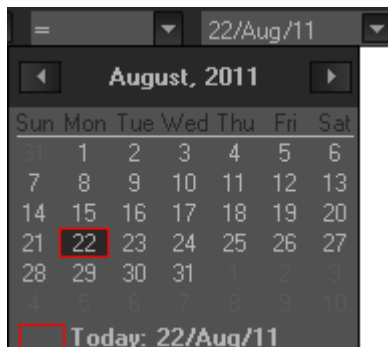 = 22/Aug/11
August, 2011
Sun Mon Tue Wed Thu Fri Sat
31 1 2 3 4 5 6
7 8 9 10 11 12 13
14 15 16 17 18 19 20
21 22 23 24 25 26 27
28 29 30 31 1 2 3
4 5 6 7 8 9 10
Today: 22/Aug/11